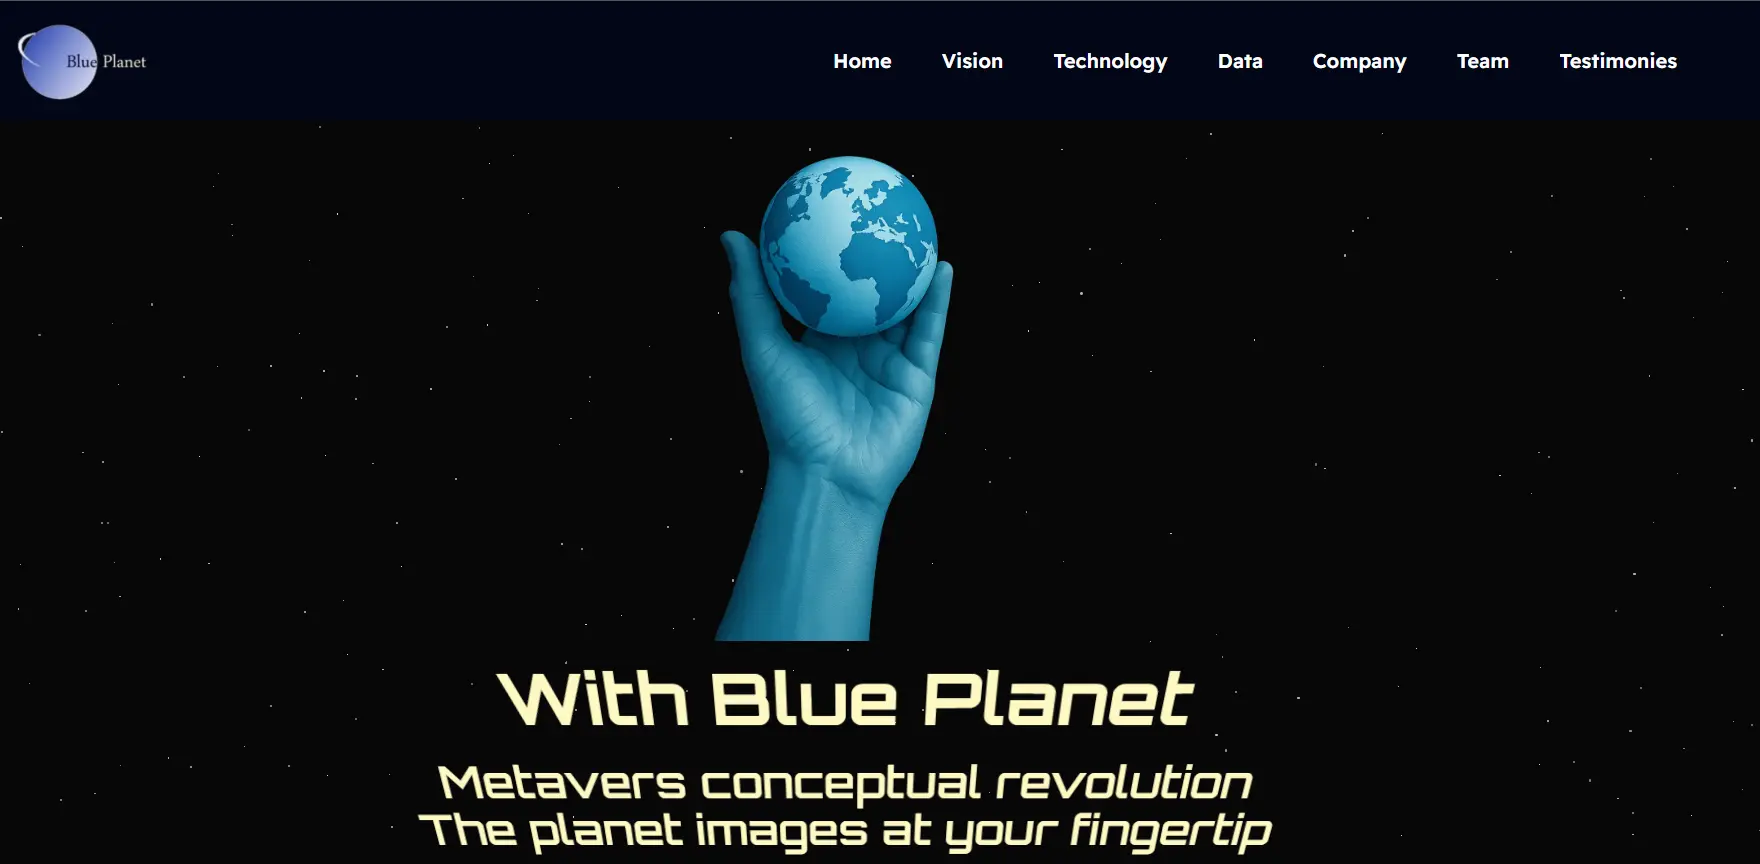 Blue Planet
Home Vision Technology Data Company Team Testimonies
With Blue Planet
Metavers conceptual revolution
The planet images at your fingertip